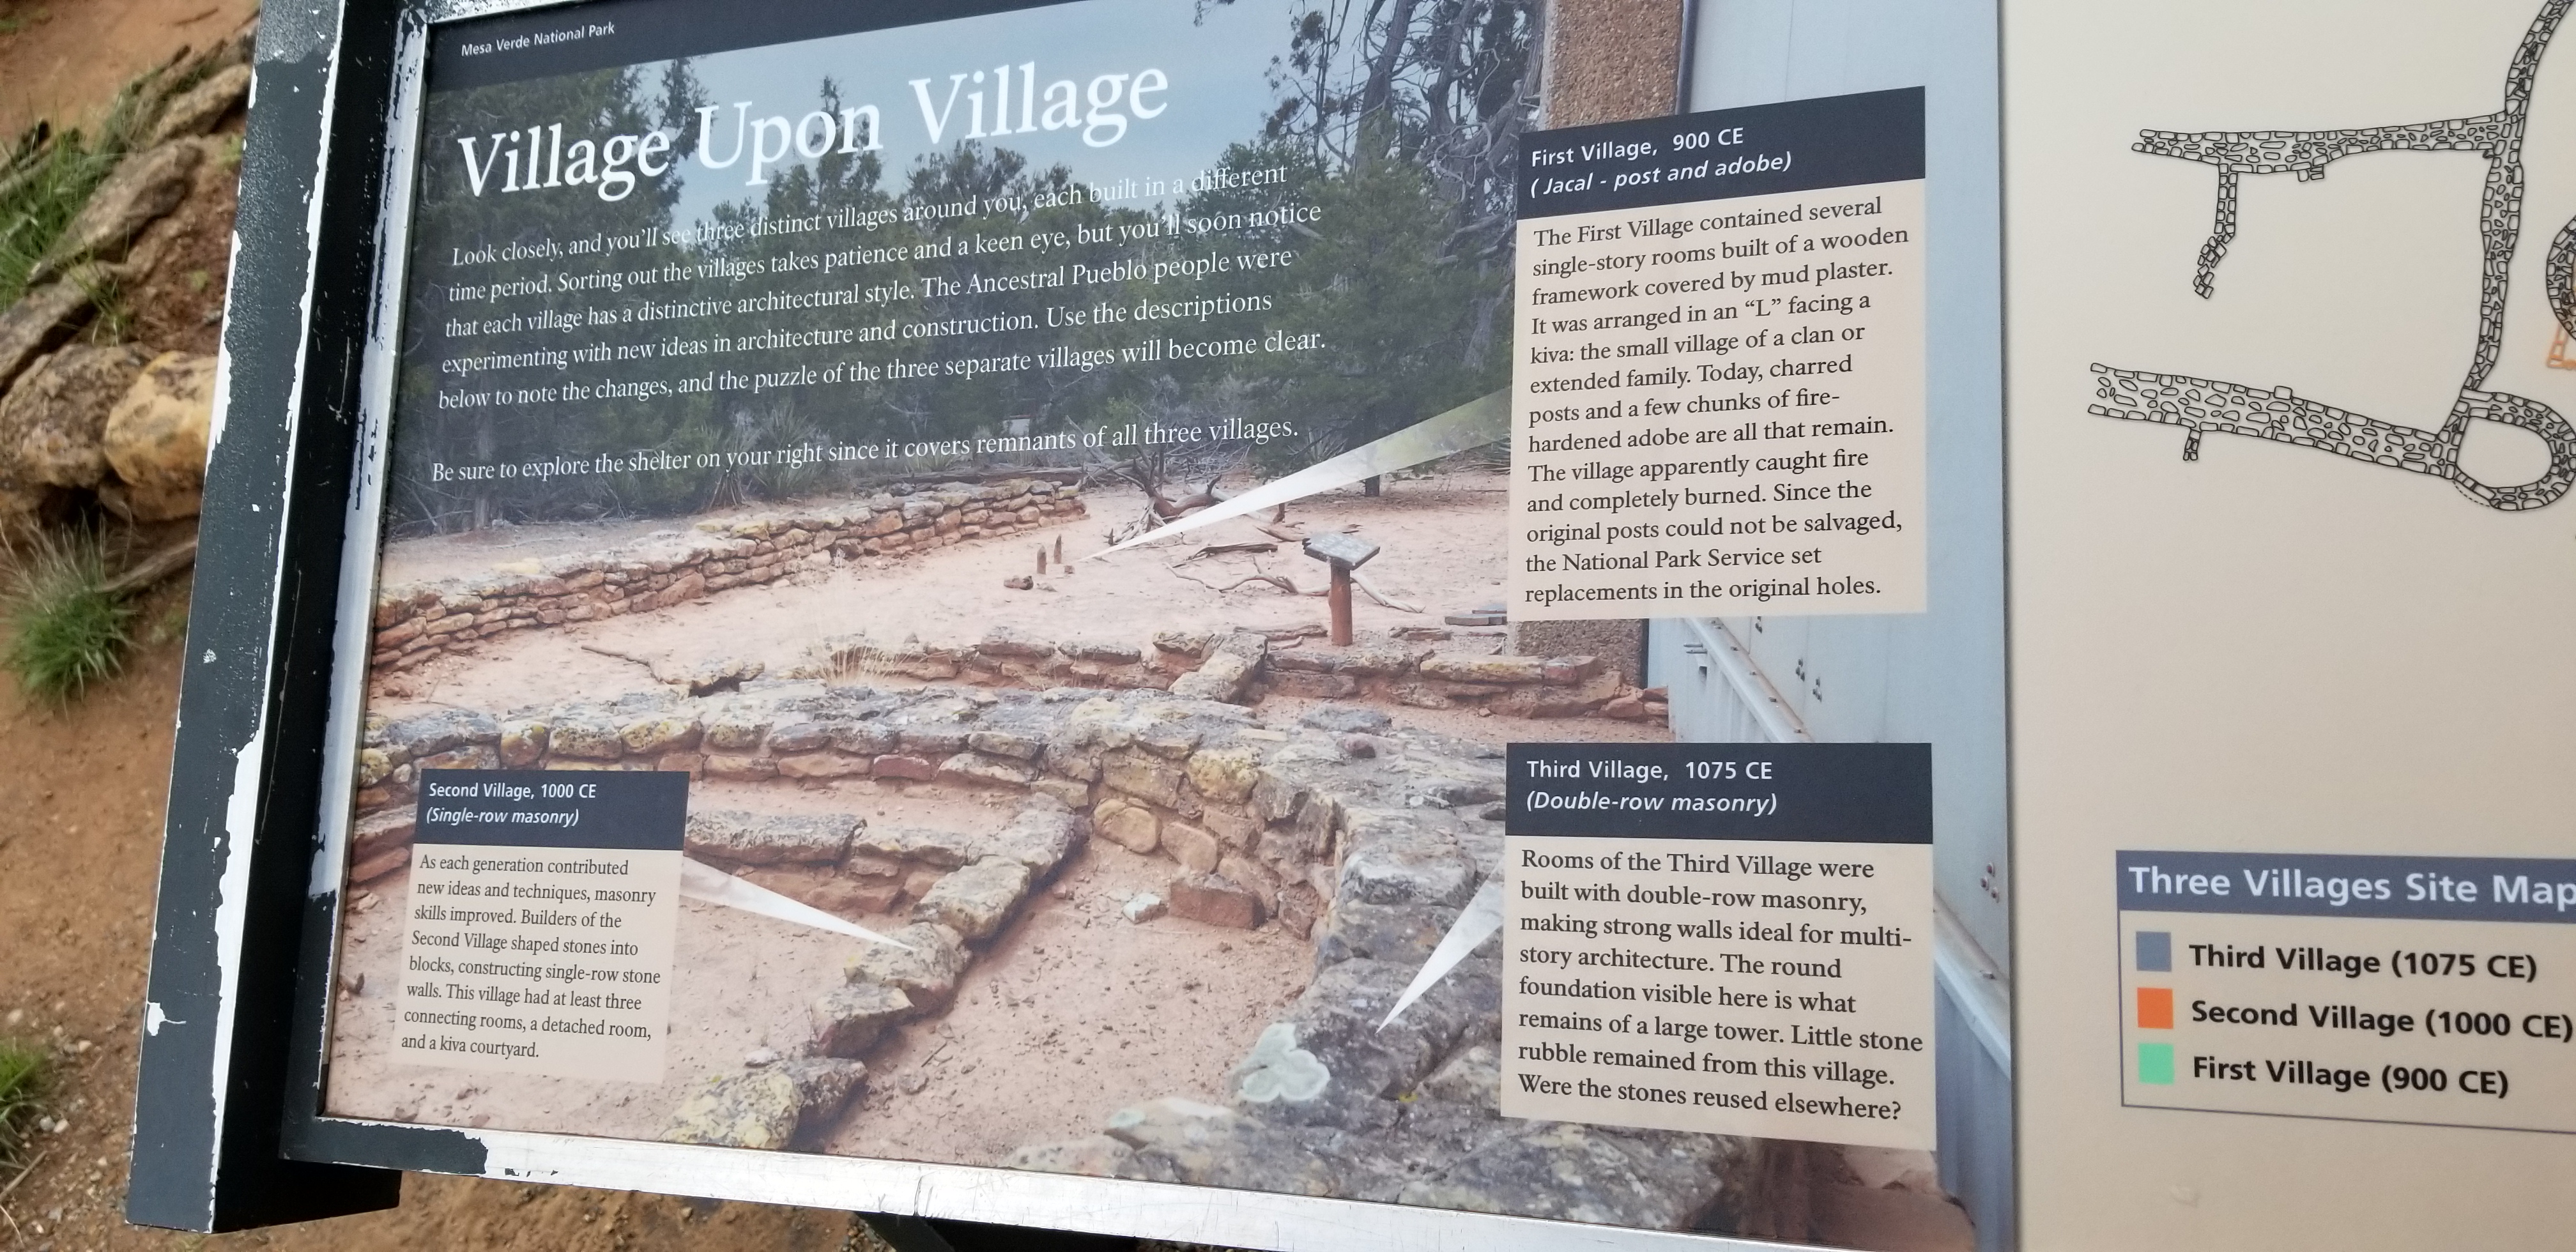 Mesa Verde National Park
Village Upon Village
Look closely, and you'll see three distinct villages around you, each built in a different
time period. Sorting out the villages takes patience and a keen eye, but you'll soon notice
that each village has a distinctive architectural style. The Ancestral Pueblo people were
experimenting with new ideas in architecture and construction. Use the descriptions
below to note the changes, and the puzzle of the three separate villages will become clear.
Be sure to explore the shelter on your right since it covers remnants of all three villages.
First Village, 900 CE
(Jacal - post and adobe)
The First Village contained several
single-story rooms built of a wooden
framework covered by mud plaster.
It was arranged in an “L” facing a
kiva: the small village of a clan or
extended family. Today, charred
posts and a few chunks of fire-
hardened adobe are all that remain.
The village apparently caught fire
and completely burned. Since the
original posts could not be salvaged,
the National Park Service set
replacements in the original holes.
Second Village, 1000 CE
(Single-row masonry)
As each generation contributed
new ideas and techniques, masonry
skills improved. Builders of the
Second Village shaped stones into
blocks, constructing single-row stone
walls. This village had at least three
connecting rooms, a detached room,
and a kiva courtyard.
Third Village, 1075 CE
(Double-row masonry)
Rooms of the Third Village were
built with double-row masonry,
making strong walls ideal for multi-
story architecture. The round
foundation visible here is what
remains of a large tower. Little stone
rubble remained from this village.
Were the stones reused elsewhere?
Three Villages Site Map
Third Village (1075 CE)
Second Village (1000 CE)
First Village (900 CE)